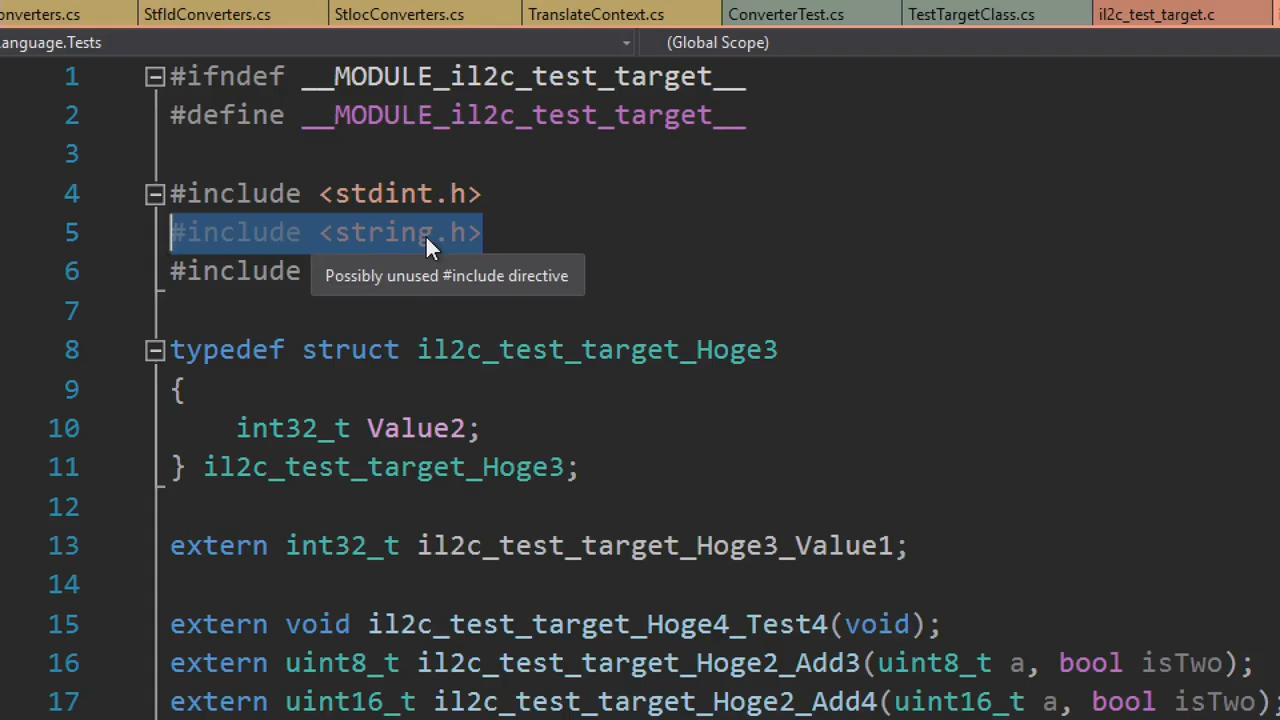 onverters.cs StfldConverters.cs StlocConverters.cs TranslateContext.cs ConverterTest.cs TestTargetClass.cs il2c_test_target.c
anguage.Tests (Global Scope)
1 #ifndef __MODULE_il2c_test_target__
2 #define __MODULE_il2c_test_target__
3
4 #include <stdint.h>
5 #include <string.h>
6 #include
Possibly unused #include directive
7
8 typedef struct il2c_test_target_Hoge3
9 {
10 int32_t Value2;
11 } il2c_test_target_Hoge3;
12
13 extern int32_t il2c_test_target_Hoge3_Value1;
14
15 extern void il2c_test_target_Hoge4_Test4(void);
16 extern uint8_t il2c_test_target_Hoge2_Add3(uint8_t a, bool isTwo);
17 extern uint16_t il2c_test_target_Hoge2_Add4(uint16_t a, bool isTwo);